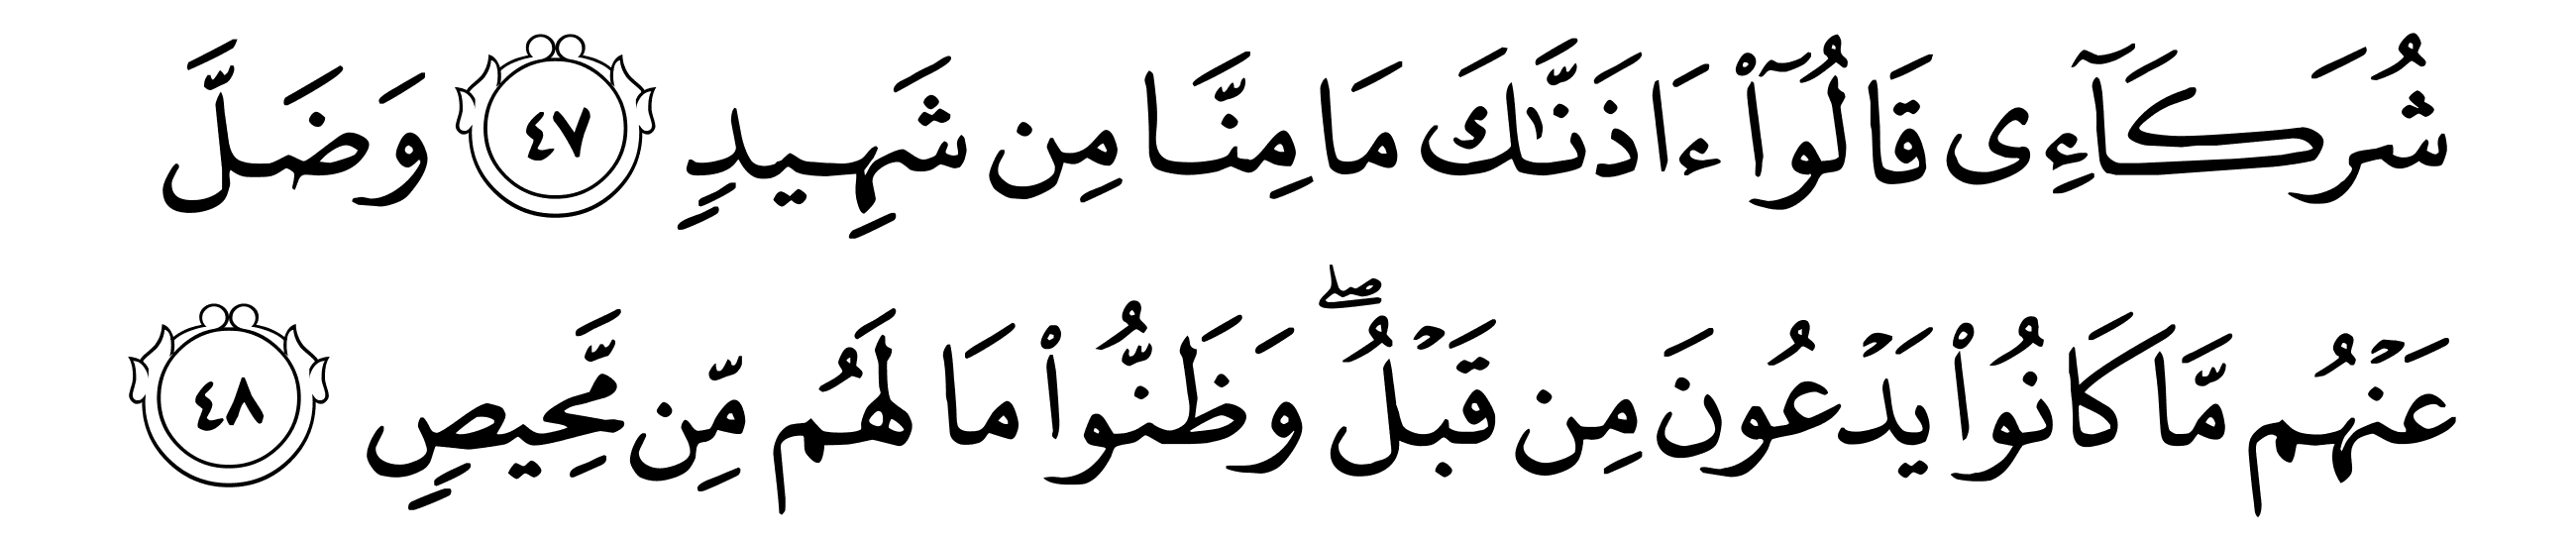 شُرَكَآءِى قَالُوٓا۟ ءَاذَنَّـٰكَ مَا مِنَّا مِن شَهِيدٍ ٤٧ وَضَلَّ
عَنْهُم مَّا كَانُوا۟ يَدْعُونَ مِن قَبْلُ ۖ وَظَنُّوا۟ مَا لَهُم مِّن مَّحِيصٍ ٤٨